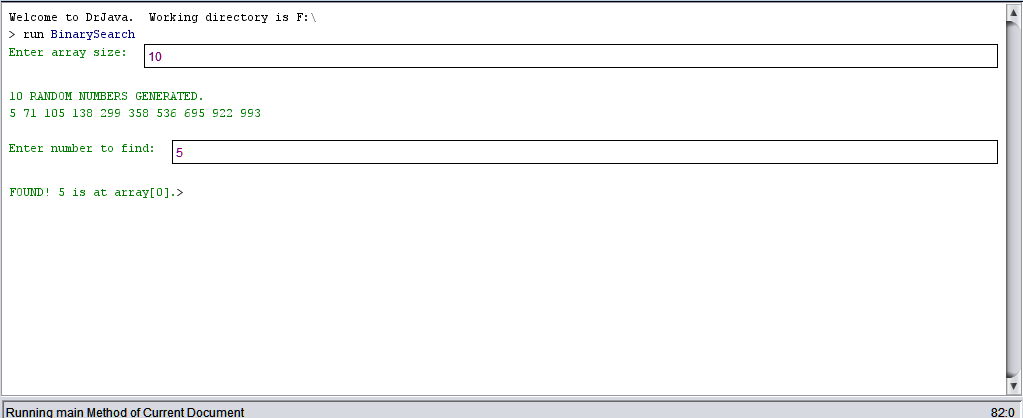 Welcome to DrJava.  Working directory is F:\
> run BinarySearch
Enter array size: 10
10 RANDOM NUMBERS GENERATED.
5 71 105 138 299 358 536 695 922 993
Enter number to find: 5
FOUND! 5 is at array[0].>
Running main Method of Current Document 82:0